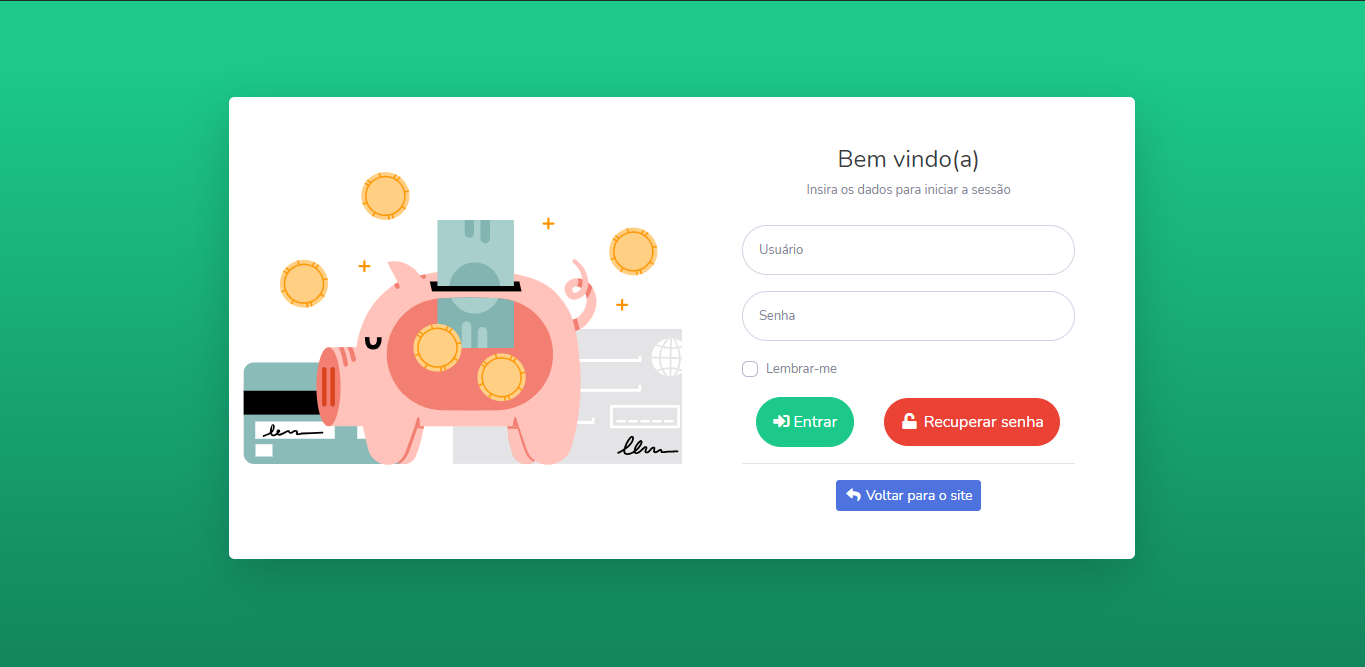 Bem vindo(a)
Insira os dados para iniciar a sessão
Usuário
Senha
Lembrar-me
Entrar
Recuperar senha
Voltar para o site